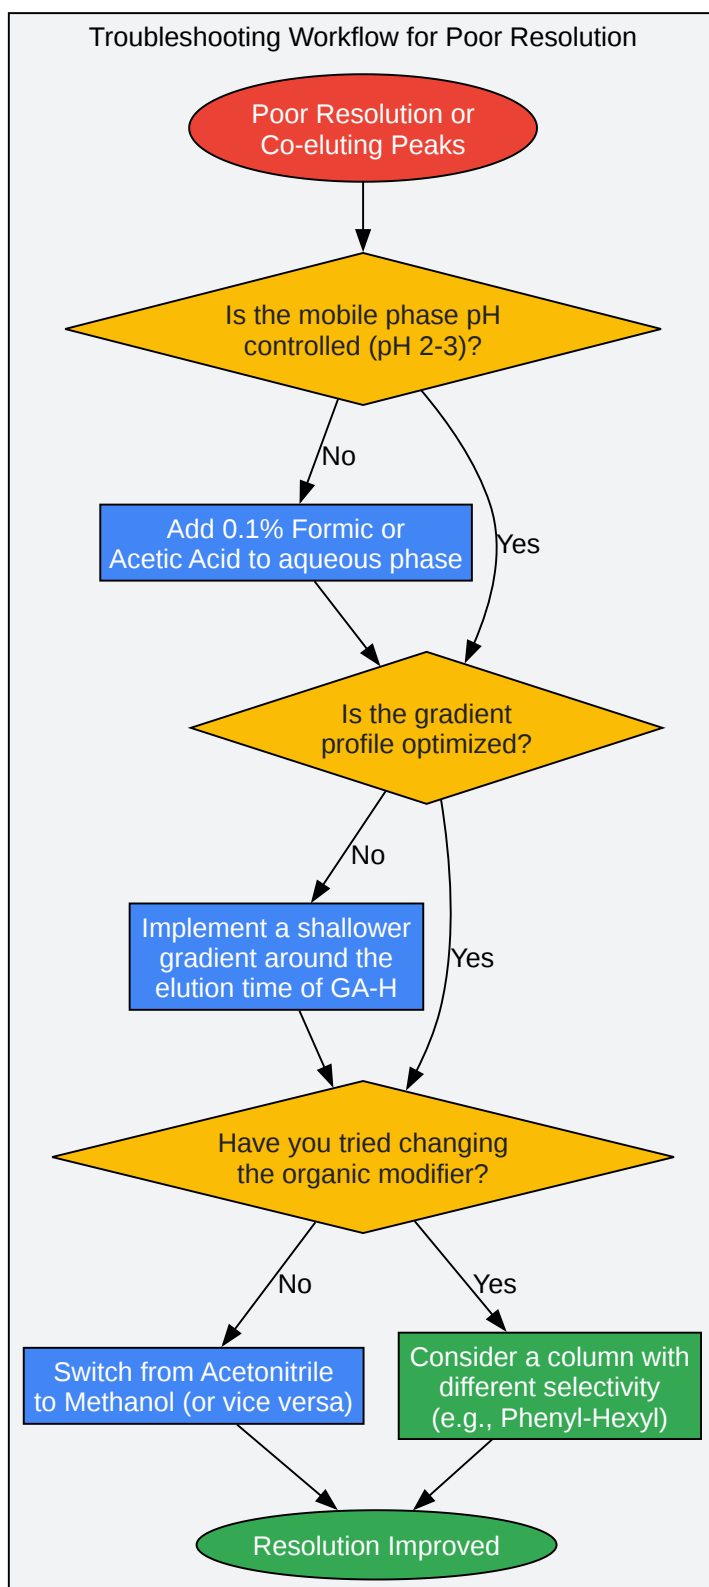 Troubleshooting Workflow for Poor Resolution
Poor Resolution or
Co-eluting Peaks
Is the mobile phase pH
controlled (pH 2-3)?
No
Add 0.1% Formic or
Acetic Acid to aqueous phase
Yes
Is the gradient
profile optimized?
No
Implement a shallower
gradient around the
elution time of GA-H
Yes
Have you tried changing
the organic modifier?
No
Yes
Switch from Acetonitrile
to Methanol (or vice versa)
Consider a column with
different selectivity
(e.g., Phenyl-Hexyl)
Resolution Improved